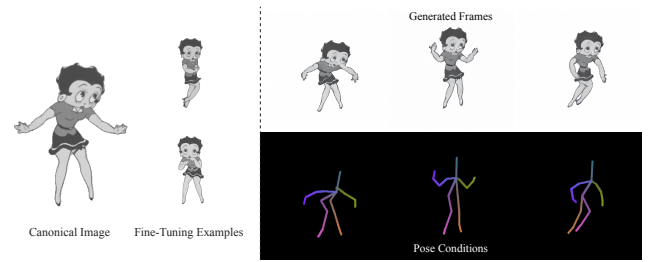 Generated Frames
Canonical Image
Fine-Tuning Examples
Pose Conditions